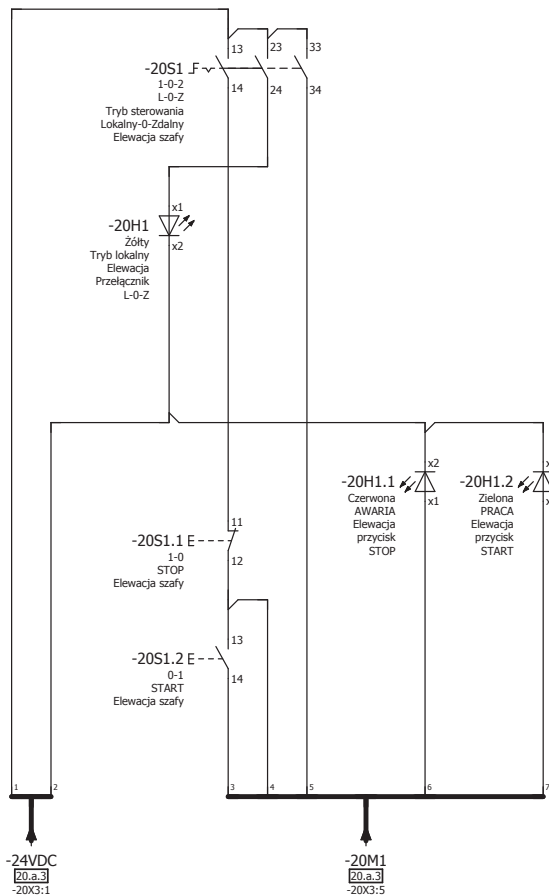 13 23 33
-20S1
14 24 34
1-0-2
L-0-Z
Tryb sterowania
Lokalny-0-Zdalny
Elewacja szafy
x1
-20H1
x2
Żółty
Tryb lokalny
Elewacja
Przełącznik
L-0-Z
x2
-20H1.1
x1
Czerwona
AWARIA
Elewacja
przycisk
STOP
-20H1.2
Zielona
PRACA
Elewacja
przycisk
START
11
-20S1.1
12
1-0
STOP
Elewacja szafy
13
-20S1.2
14
0-1
START
Elewacja szafy
1 2 3 4 5 6 7
-24VDC
20.a.3
-20X3:1
-20M1
20.a.3
-20X3:5